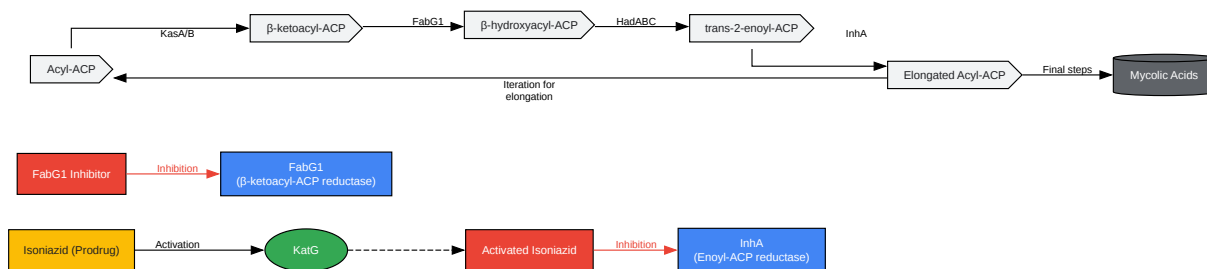 KasA/B
β-ketoacyl-ACP
FabG1
β-hydroxyacyl-ACP
HadABC
trans-2-enoyl-ACP
InhA
Acyl-ACP
Iteration for
elongation
Elongated Acyl-ACP
Final steps
Mycolic Acids
FabG1 Inhibitor
Inhibition
FabG1
(β-ketoacyl-ACP reductase)
Isoniazid (Prodrug)
Activation
KatG
Activated Isoniazid
Inhibition
InhA
(Enoyl-ACP reductase)